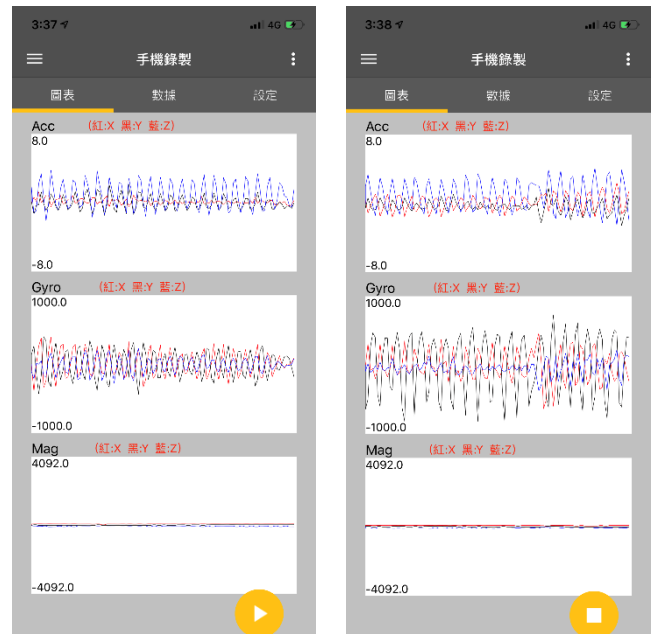 3:37
4G
手機錄製
圖表 數據 設定
Acc (紅:X 黑:Y 藍:Z)
8.0
-8.0
Gyro (紅:X 黑:Y 藍:Z)
1000.0
-1000.0
Mag (紅:X 黑:Y 藍:Z)
4092.0
-4092.0
3:38
4G
手機錄製
圖表 數據 設定
Acc (紅:X 黑:Y 藍:Z)
8.0
-8.0
Gyro (紅:X 黑:Y 藍:Z)
1000.0
-1000.0
Mag (紅:X 黑:Y 藍:Z)
4092.0
-4092.0